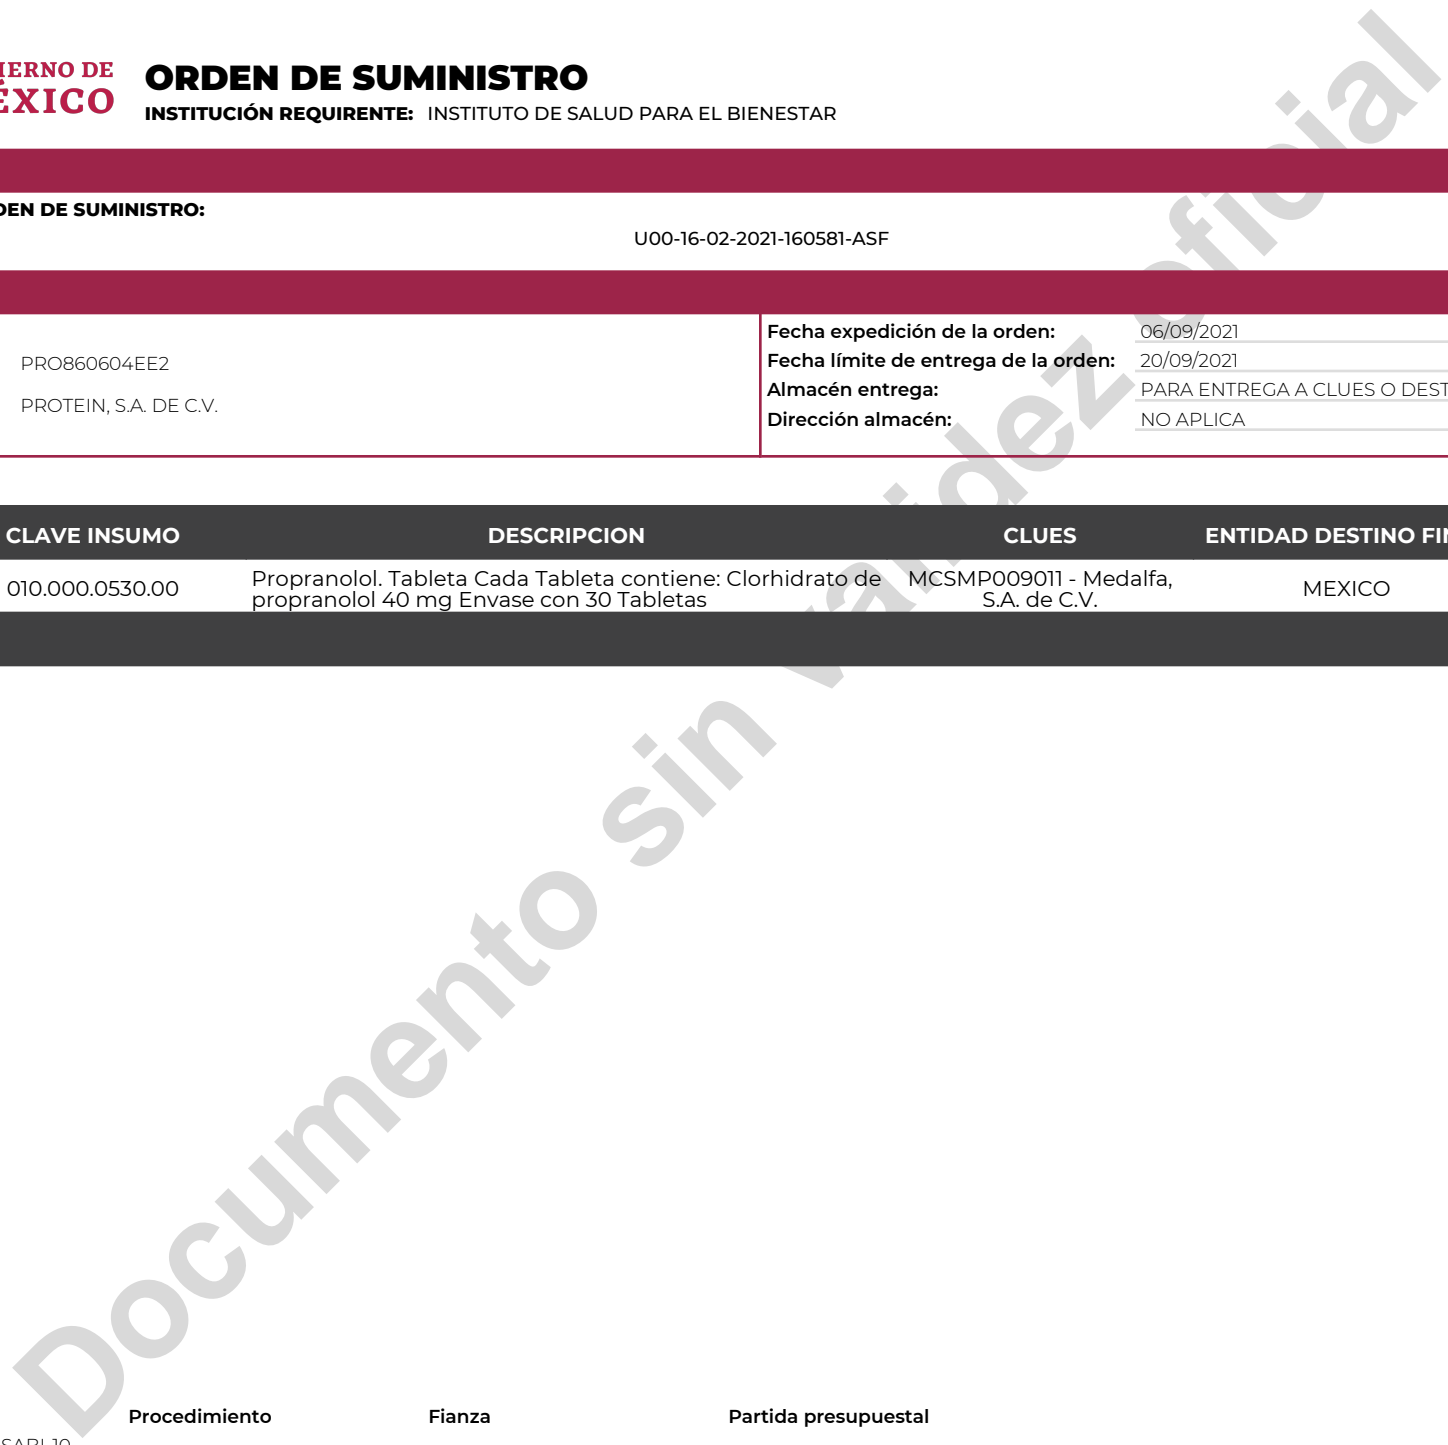 IERNO DE
ÉXICO
ORDEN DE SUMINISTRO
INSTITUCIÓN REQUIRENTE: INSTITUTO DE SALUD PARA EL BIENESTAR
DEN DE SUMINISTRO:
U00-16-02-2021-160581-ASF
PRO860604EE2
PROTEIN, S.A. DE C.V.
Fecha expedición de la orden: 06/09/2021
Fecha límite de entrega de la orden: 20/09/2021
Almacén entrega: PARA ENTREGA A CLUES O DEST
Dirección almacén: NO APLICA
CLAVE INSUMO DESCRIPCION CLUES ENTIDAD DESTINO FIN
010.000.0530.00
Propranolol. Tableta Cada Tableta contiene: Clorhidrato de
propranolol 40 mg Envase con 30 Tabletas
MCSMP009011 - Medalfa,
S.A. de C.V.
MEXICO
Documento sin validez oficial
Procedimiento Fianza Partida presupuestal